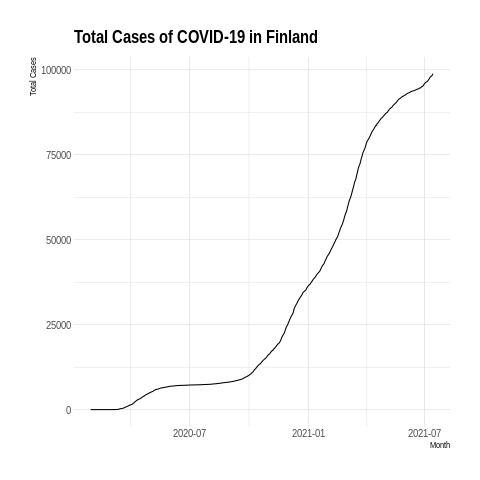 Total Cases of COVID-19 in Finland
Total Cases
100000
75000
50000
25000
0
2020-07
2021-01
2021-07
Month